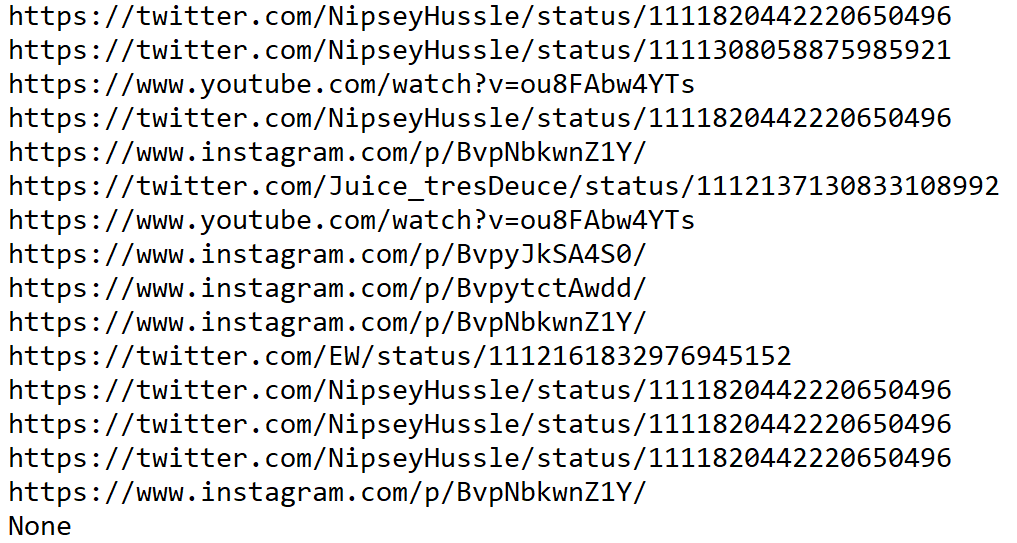 https://twitter.com/NipseyHussle/status/1111820442220650496
https://twitter.com/NipseyHussle/status/1111308058875985921
https://www.youtube.com/watch?v=ou8FAbw4YTs
https://twitter.com/NipseyHussle/status/1111820442220650496
https://www.instagram.com/p/BvpNbkwnZ1Y/
https://twitter.com/Juice_tresDeuce/status/1112137130833108992
https://www.youtube.com/watch?v=ou8FAbw4YTs
https://www.instagram.com/p/BvpyJkSA4S0/
https://www.instagram.com/p/BvpytctAwdd/
https://www.instagram.com/p/BvpNbkwnZ1Y/
https://twitter.com/EW/status/1112161832976945152
https://twitter.com/NipseyHussle/status/1111820442220650496
https://twitter.com/NipseyHussle/status/1111820442220650496
https://twitter.com/NipseyHussle/status/1111820442220650496
https://www.instagram.com/p/BvpNbkwnZ1Y/
None